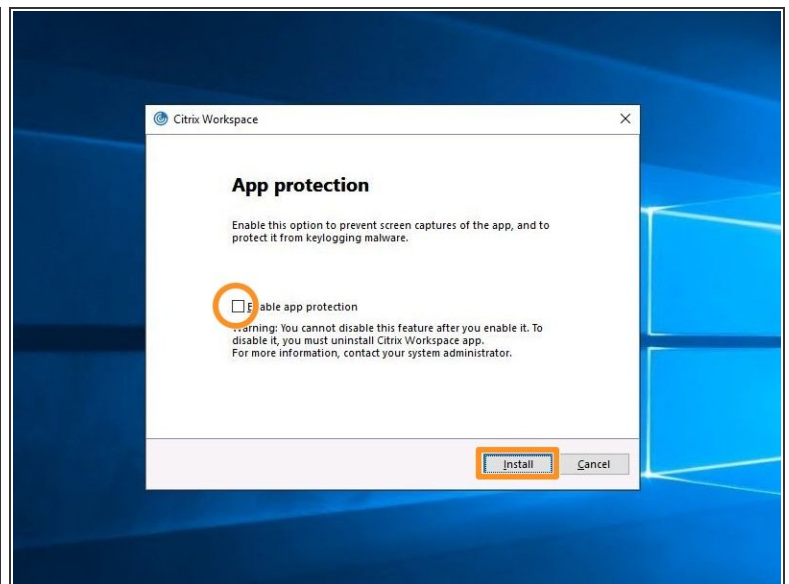 Citrix Workspace
App protection
Enable this option to prevent screen captures of the app, and to
protect it from keylogging malware.
Enable app protection
Warning: You cannot disable this feature after you enable it. To
disable it, you must uninstall Citrix Workspace app.
For more information, contact your system administrator.
Install Cancel